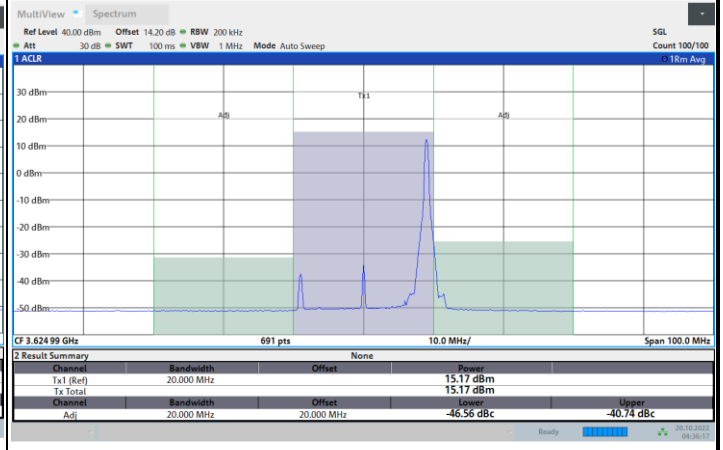 MultiView Spectrum
Ref Level 40.00 dBm Offset 14.20 dB RBW 200 kHz SGL
Att 30 dB SWT 100 ms VBW 1 MHz Mode Auto Sweep Count 100/100
1 ACLR 1Rm Avg
30 dBm
Tx1
Adj Adj
20 dBm
10 dBm
0 dBm
-10 dBm
-20 dBm
-30 dBm
-40 dBm
-50 dBm
CF 3.624 99 GHz 691 pts 10.0 MHz/ Span 100.0 MHz
2 Result Summary None
Channel Bandwidth Offset Power
Tx1 (Ref) 20.000 MHz 15.17 dBm
Tx Total 15.17 dBm
Channel Bandwidth Offset Lower Upper
Adj 20.000 MHz 20.000 MHz -46.56 dBc -40.74 dBc
Ready 20.10.2022
04:36:17